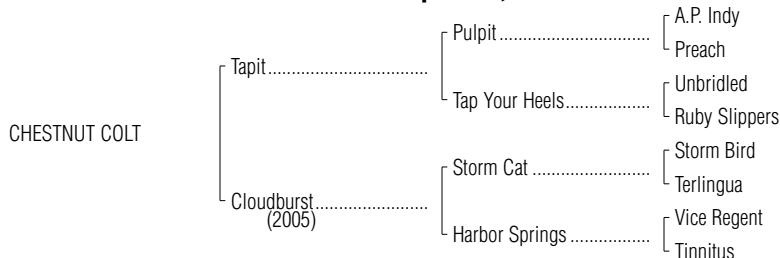 A.P. Indy
Pulpit
Preach
Tapit
Unbridled
Tap Your Heels
Ruby Slippers
CHESTNUT COLT
Storm Bird
Storm Cat
Terlingua
Cloudburst
(2005)
Vice Regent
Harbor Springs
Tinnitus